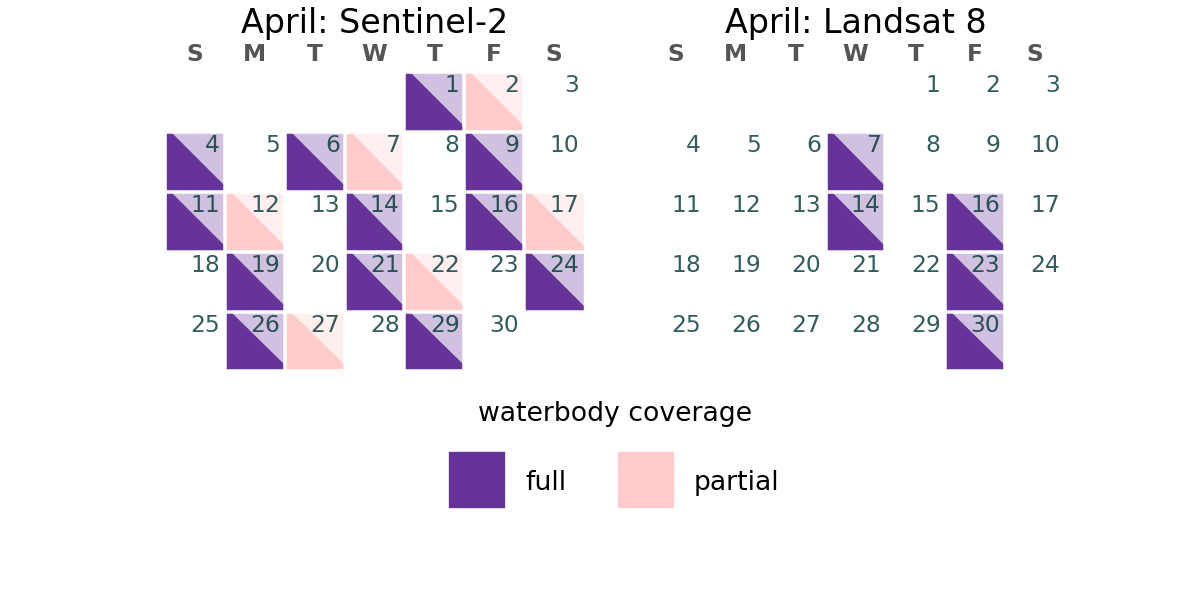 April: Sentinel-2
S M T W T F S
1 2 3
4 5 6 7 8 9 10
11 12 13 14 15 16 17
18 19 20 21 22 23 24
25 26 27 28 29 30
April: Landsat 8
S M T W T F S
1 2 3
4 5 6 7 8 9 10
11 12 13 14 15 16 17
18 19 20 21 22 23 24
25 26 27 28 29 30
waterbody coverage
full partial